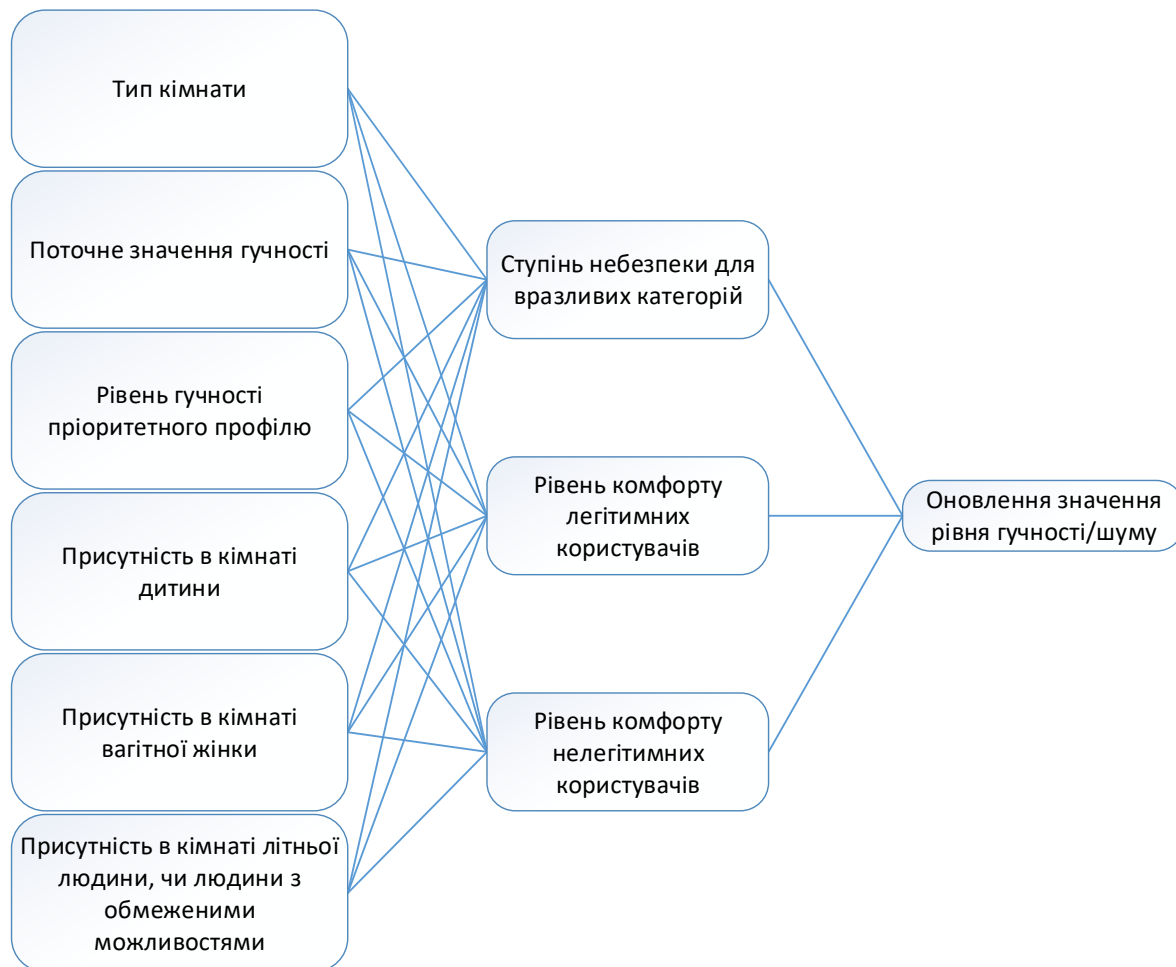 Тип кімнати
Поточне значення гучності
Рівень гучності
пріоритетного профілю
Присутність в кімнаті
дитини
Присутність в кімнаті
вагітної жінки
Присутність в кімнаті літньої
людини, чи людини з
обмеженими
можливостями
Ступінь небезпеки для
вразливих категорій
Рівень комфорту
легітимних
користувачів
Рівень комфорту
нелегітимних
користувачів
Оновлення значення
рівня гучності/шуму